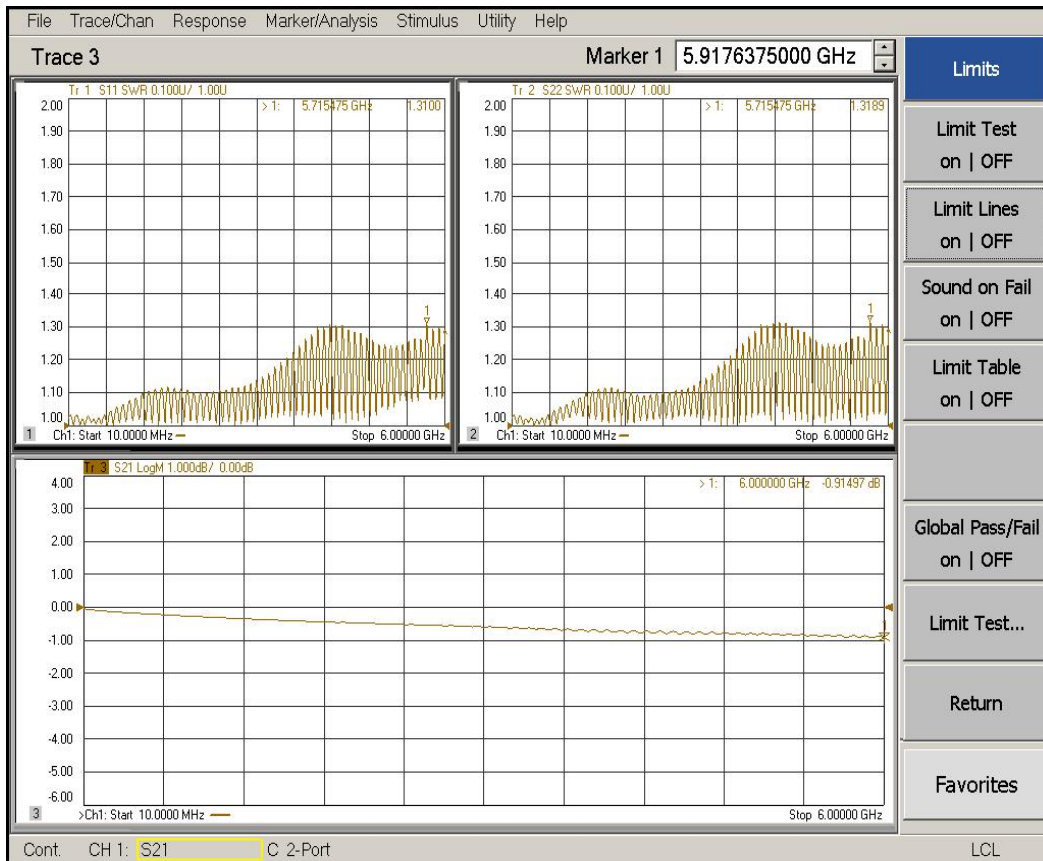 File Trace/Chan Response Marker/Analysis Stimulus Utility Help
Trace 3 Marker 1 5.9176375000 GHz
Tr 1 S11 SWR 0.100U/ 1.00U
>1: 5.715475 GHz 1.3100
2.00
1.90
1.80
1.70
1.60
1.50
1.40
1.30
1.20
1.10
1.00
1
1 Ch1: Start 10.0000 MHz Stop 6.00000 GHz
Tr 2 S22 SWR 0.100U/ 1.00U
>1: 5.715475 GHz 1.3189
2.00
1.90
1.80
1.70
1.60
1.50
1.40
1.30
1.20
1.10
1.00
1
2 Ch1: Start 10.0000 MHz Stop 6.00000 GHz
Tr 3 S21 LogM 1.000dB/ 0.00dB
>1: 6.000000 GHz -0.91497 dB
4.00
3.00
2.00
1.00
0.00
-1.00
-2.00
-3.00
-4.00
-5.00
-6.00
1
3 >Ch1: Start 10.0000 MHz Stop 6.00000 GHz
Limits
Limit Test
on | OFF
Limit Lines
on | OFF
Sound on Fail
on | OFF
Limit Table
on | OFF
Global Pass/Fail
on | OFF
Limit Test...
Return
Favorites
Cont. CH 1: S21 C 2-Port LCL